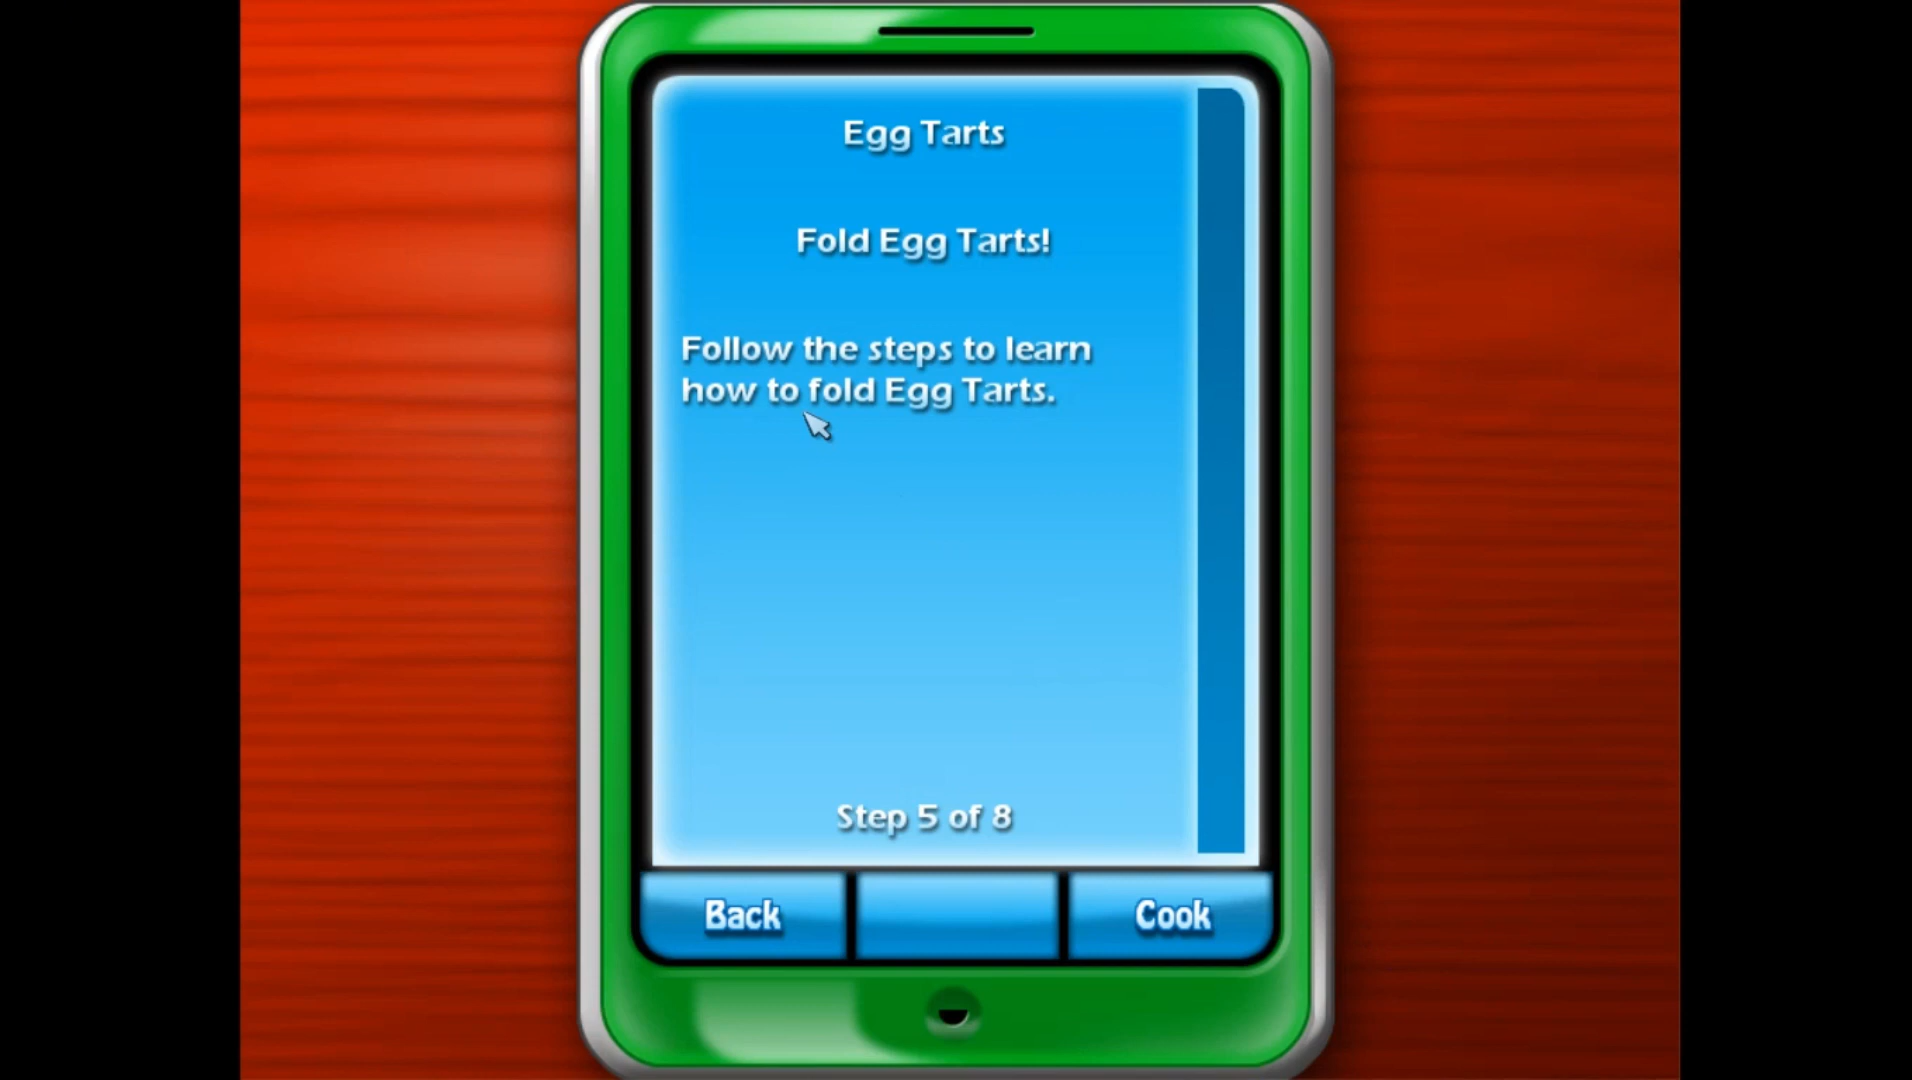 Egg Tarts
Fold Egg Tarts!
Follow the steps to learn
how to fold Egg Tarts.
Step 5 of 8
Back
Cook